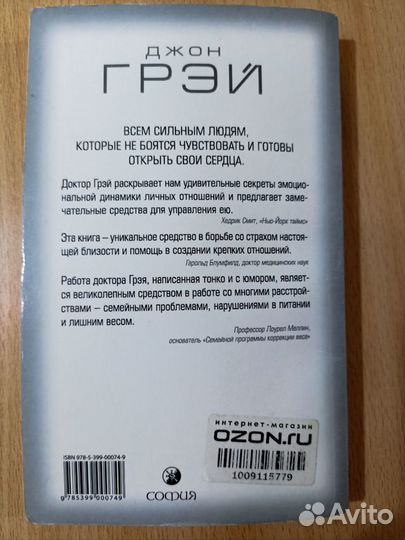 ДЖОН
ГРЭЙ
ВСЕМ СИЛЬНЫМ ЛЮДЯМ,
КОТОРЫЕ НЕ БОЯТСЯ ЧУВСТВОВАТЬ И ГОТОВЫ
ОТКРЫТЬ СВОИ СЕРДЦА.
Доктор Грэй раскрывает нам удивительные секреты эмоцио-
нальной динамики личных отношений и предлагает заме-
чательные средства для управления ею.
Хедрик Смит, «Нью-Йорк таймс»
Эта книга – уникальное средство в борьбе со страхом настоя-
щей близости и помощь в создании крепких отношений.
Гарольд Блумфилд, доктор медицинских наук
Работа доктора Грэя, написанная тонко и с юмором, являет-
ся великолепным средством в работе со многими расстрой-
ствами – семейными проблемами, нарушениями в питании
и лишним весом.
Профессор Лоурел Меллин,
основатель «Семейной программы коррекции веса»
ISBN 978-5-399-00074-9
9 785399 000749
СОФИЯ
интернет-магазин
OZON.ru
1009115779
Avito